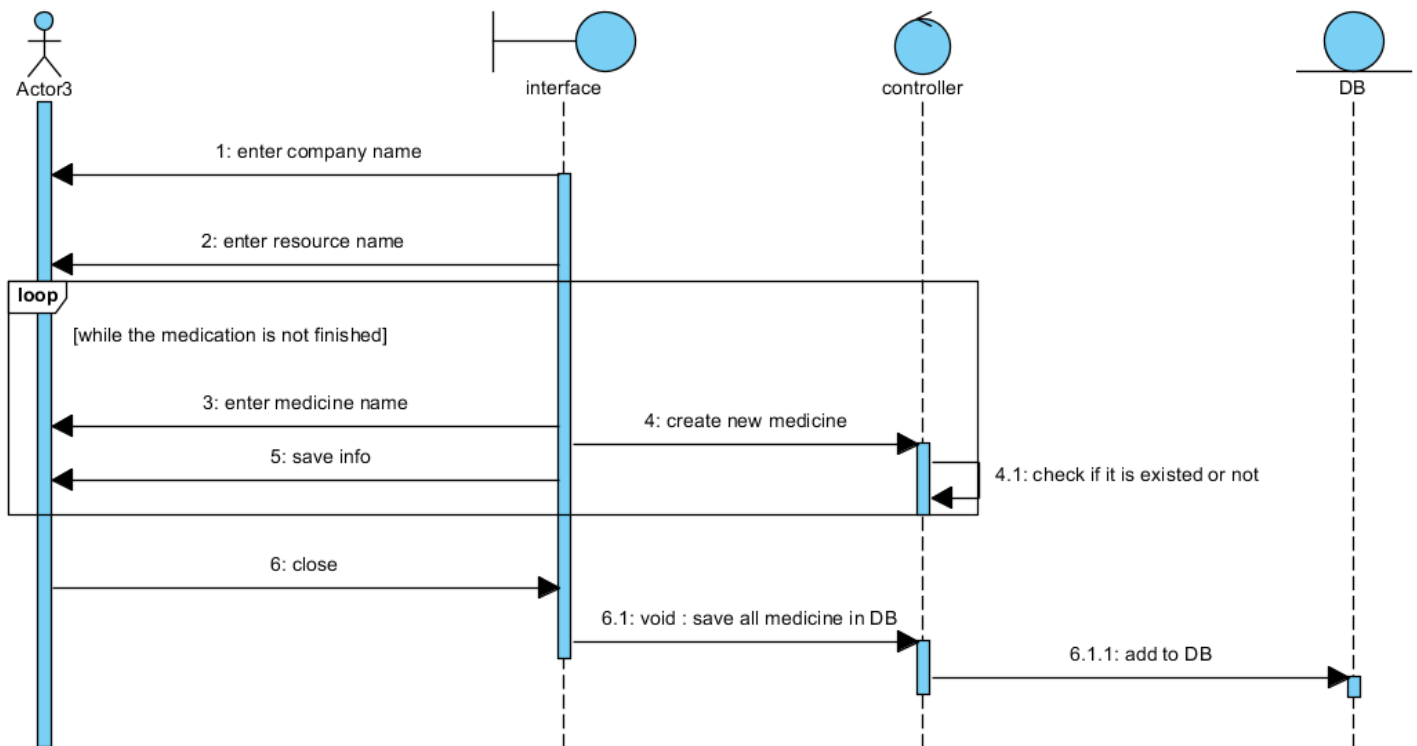 Actor3
interface
controller
DB
1: enter company name
2: enter resource name
loop
[while the medication is not finished]
3: enter medicine name
4: create new medicine
5: save info
4.1: check if it is existed or not
6: close
6.1: void : save all medicine in DB
6.1.1: add to DB